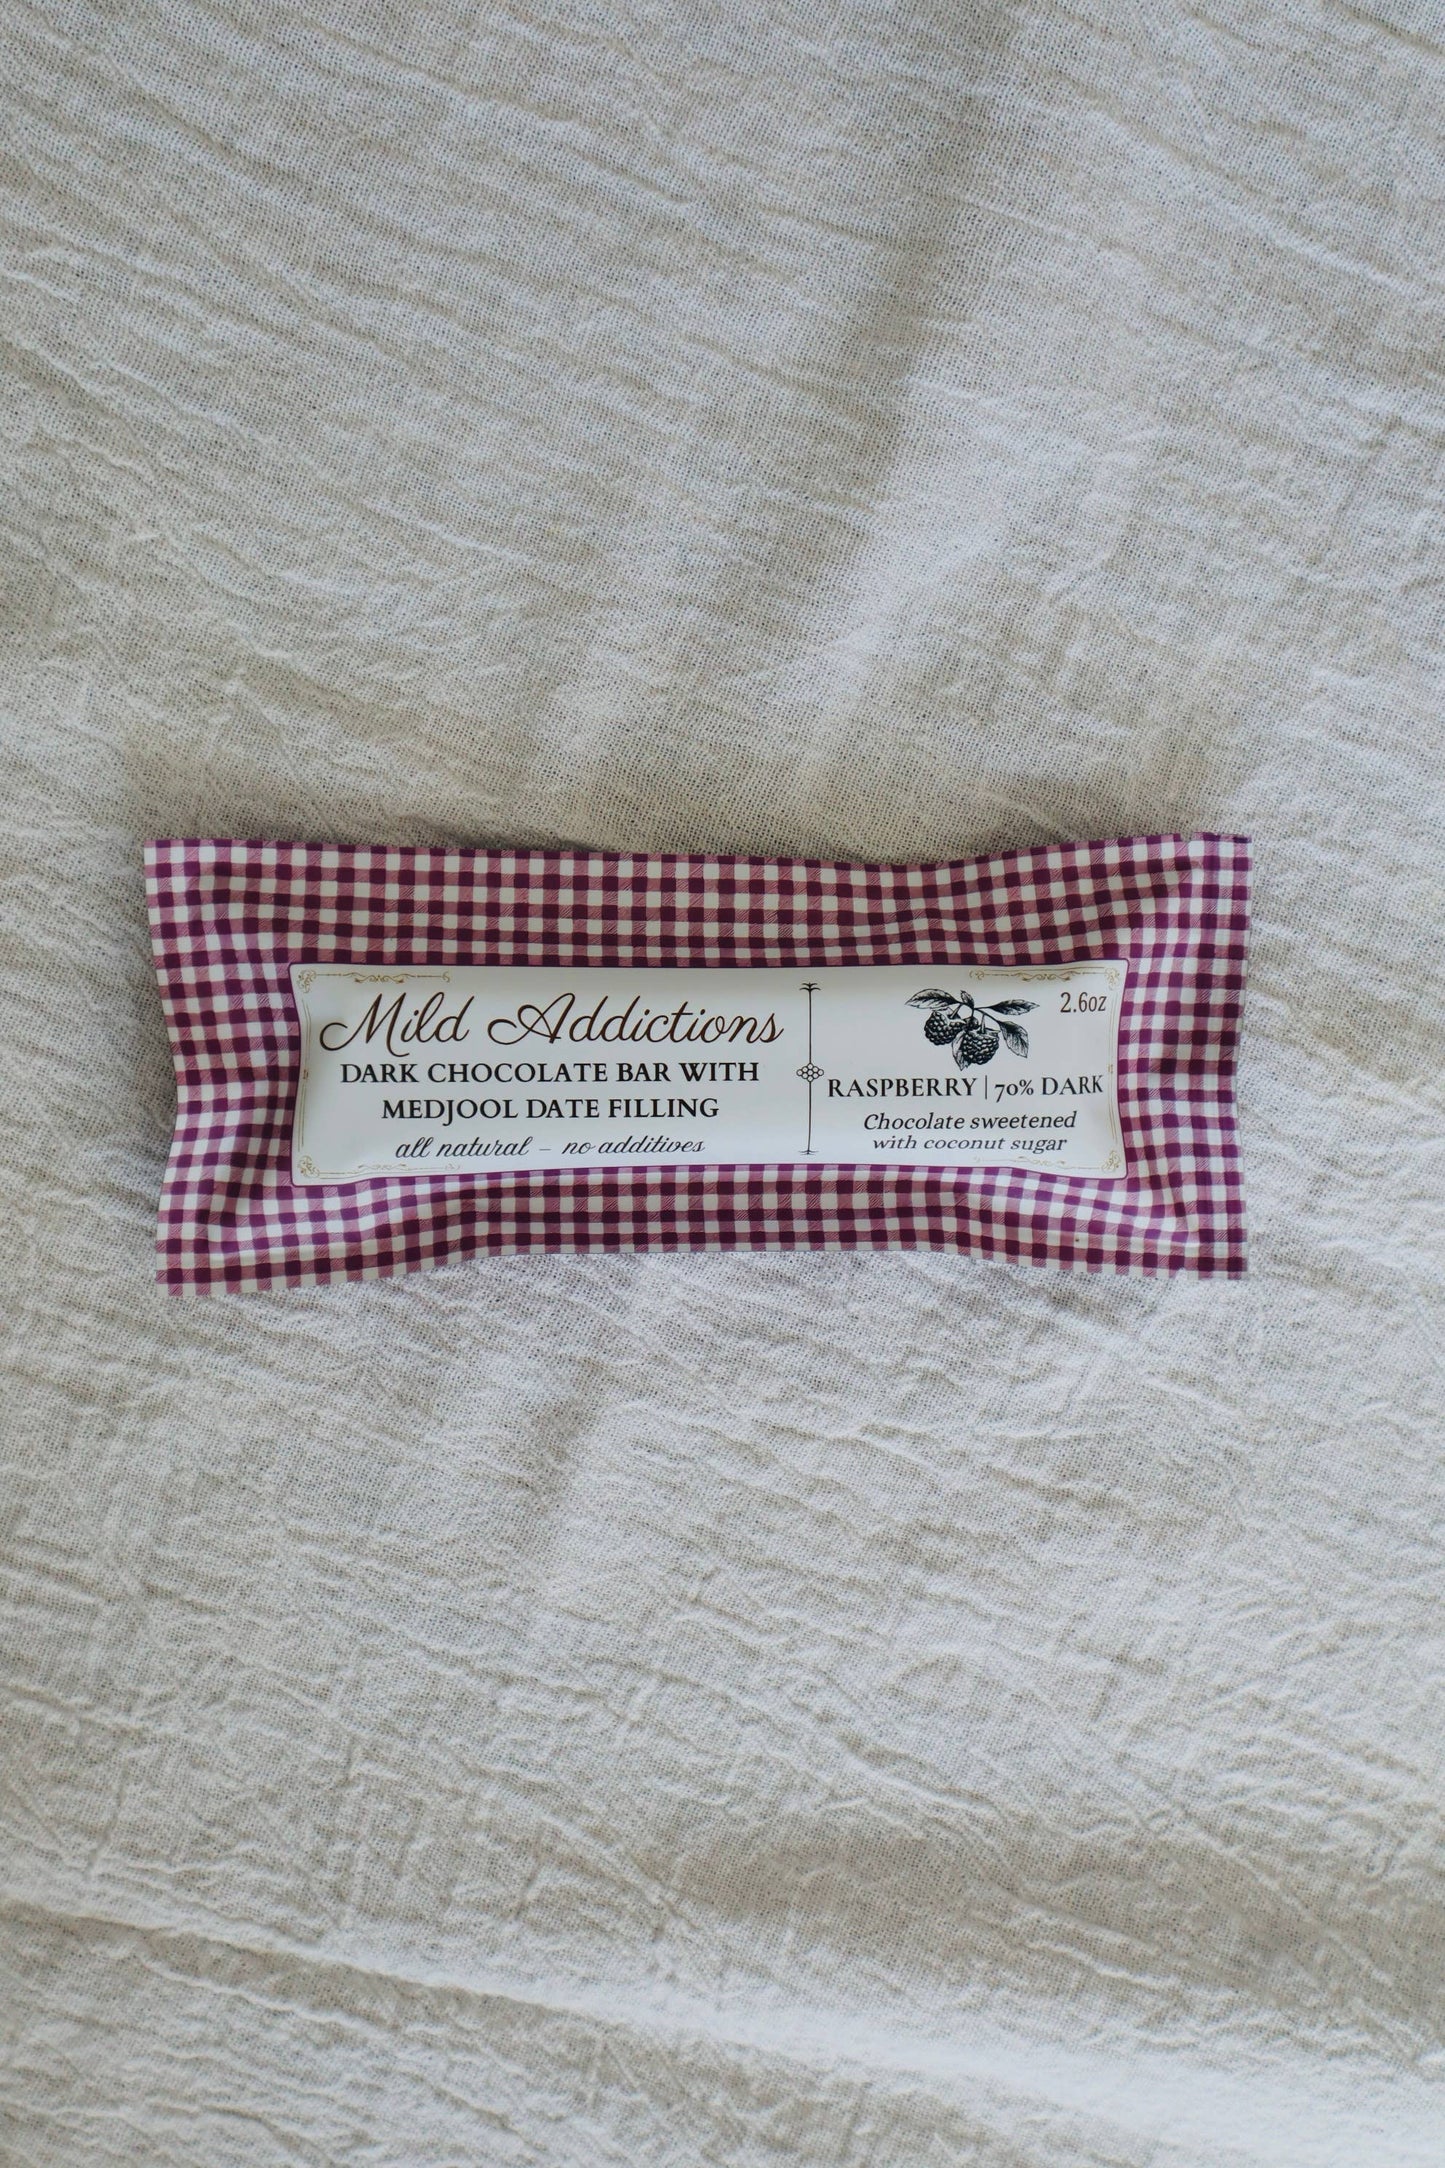 Mild Addictions
DARK CHOCOLATE BAR WITH
MEDJOOL DATE FILLING
all natural – no additives
2.6oz
RASPBERRY | 70% DARK
Chocolate sweetened
with coconut sugar